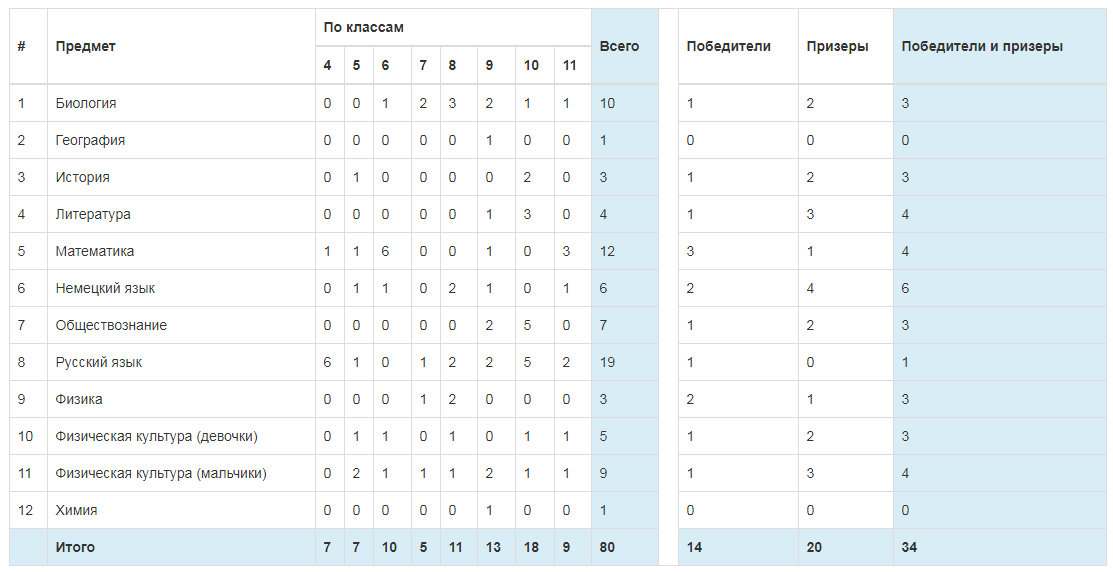 # Предмет По классам Всего Победители Призеры Победители и призеры
4 5 6 7 8 9 10 11
1 Биология 0 0 1 2 3 2 1 1 10 1 2 3
2 География 0 0 0 0 0 1 0 0 1 0 0 0
3 История 0 1 0 0 0 0 2 0 3 1 2 3
4 Литература 0 0 0 0 0 1 3 0 4 1 3 4
5 Математика 1 1 6 0 0 1 0 3 12 3 1 4
6 Немецкий язык 0 1 1 0 2 1 0 1 6 2 4 6
7 Обществознание 0 0 0 0 0 2 5 0 7 1 2 3
8 Русский язык 6 1 0 1 2 2 5 2 19 1 0 1
9 Физика 0 0 0 1 2 0 0 0 3 2 1 3
10 Физическая культура (девочки) 0 1 1 0 1 0 1 1 5 1 2 3
11 Физическая культура (мальчики) 0 2 1 1 1 2 1 1 9 1 3 4
12 Химия 0 0 0 0 0 1 0 0 1 0 0 0
Итого 7 7 10 5 11 13 18 9 80 14 20 34